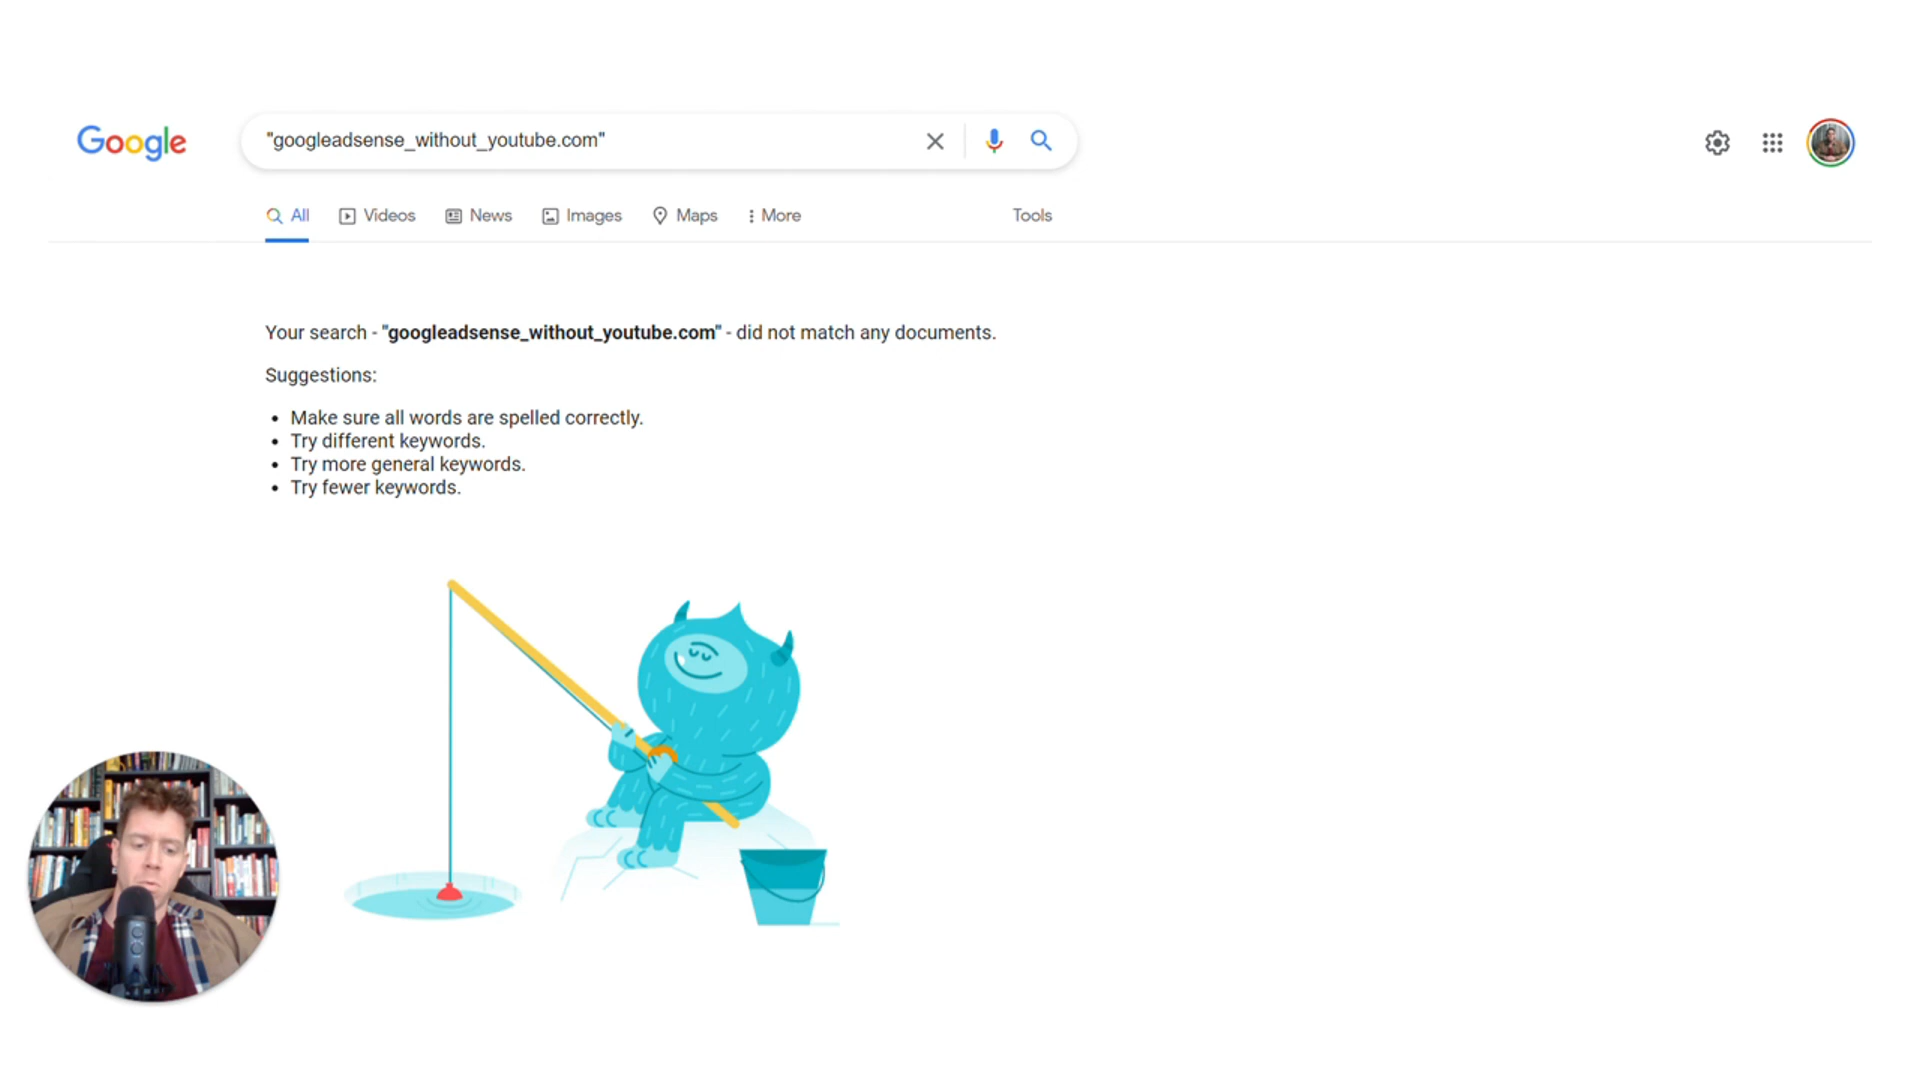 Google
"googleadsense_without_youtube.com"
All
Videos
News
Images
Maps
More
Tools
Your search - "googleadsense_without_youtube.com" - did not match any documents.
Suggestions:
Make sure all words are spelled correctly.
Try different keywords.
Try more general keywords.
Try fewer keywords.